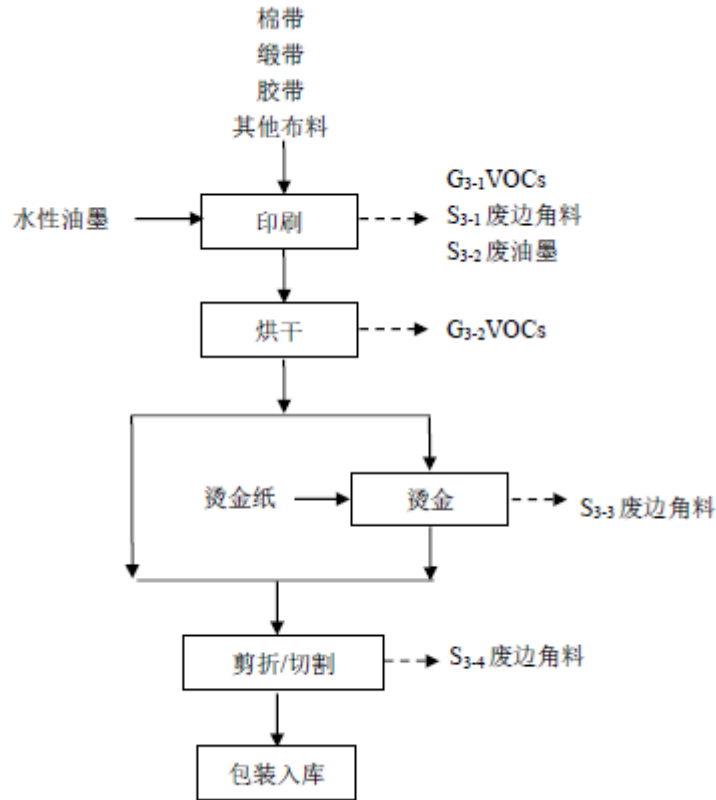 棉带
缎带
胶带
其他布料
水性油墨
印刷
G3-1VOCs
S3-1废边角料
S3-2废油墨
烘干
G3-2VOCs
烫金纸
烫金
S3-3废边角料
剪折/切割
S3-4废边角料
包装入库